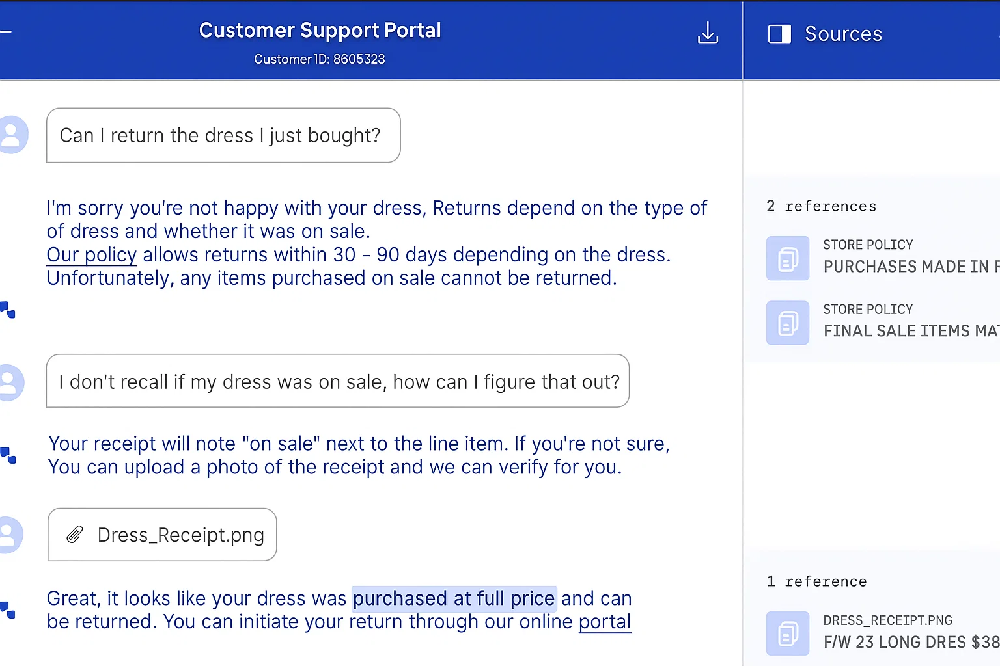 Customer Support Portal
Customer ID: 8605323
Sources
Can I return the dress I just bought?
I'm sorry you're not happy with your dress, Returns depend on the type of
of dress and whether it was on sale.
Our policy allows returns within 30 – 90 days depending on the dress.
Unfortunately, any items purchased on sale cannot be returned.
2 references
STORE POLICY
PURCHASES MADE IN
STORE POLICY
FINAL SALE ITEMS
I don't recall if my dress was on sale, how can I figure that out?
Your receipt will note "on sale" next to the line item. If you're not sure,
You can upload a photo of the receipt and we can verify for you.
Dress_Receipt.png
Great, it looks like your dress was purchased at full price and can
be returned. You can initiate your return through our online portal
1 reference
DRESS_RECEIPT.PNG
F/W 23 LONG DRES $38